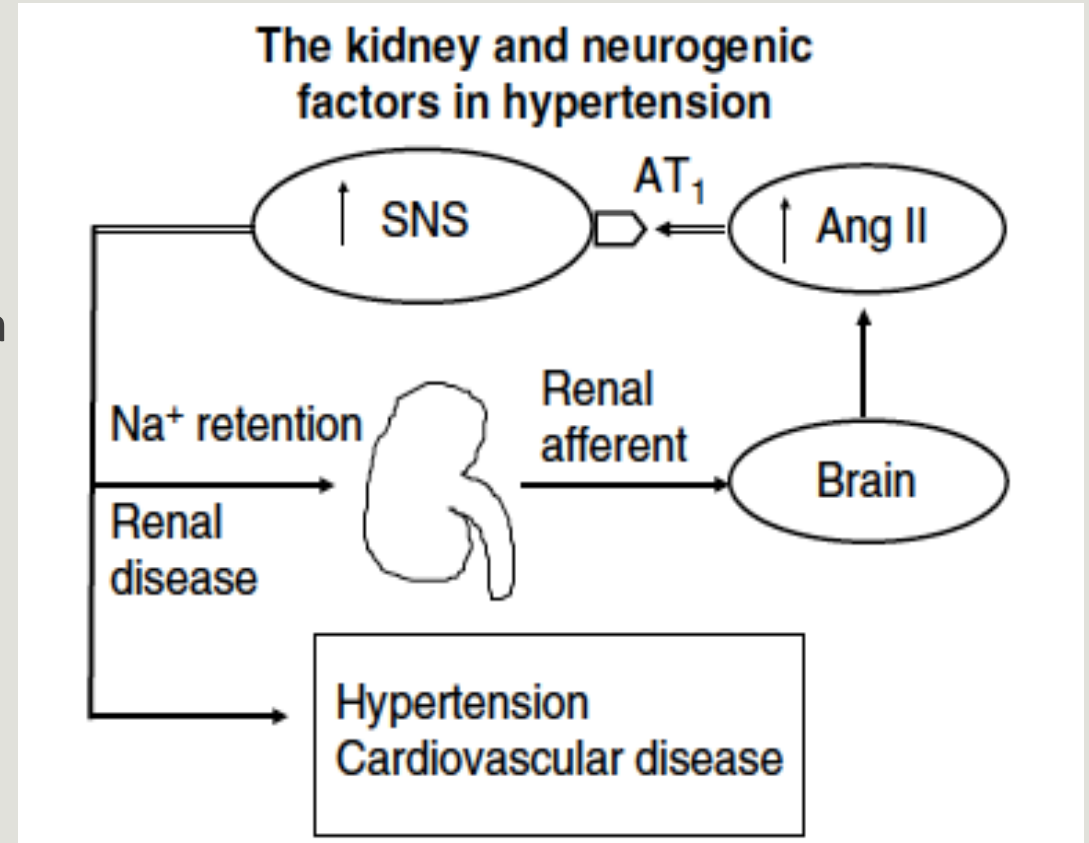 The kidney and neurogenic
factors in hypertension
AT₁
↑ SNS
↑ Ang II
Na⁺ retention
Renal
disease
Renal
afferent
Brain
Hypertension
Cardiovascular disease